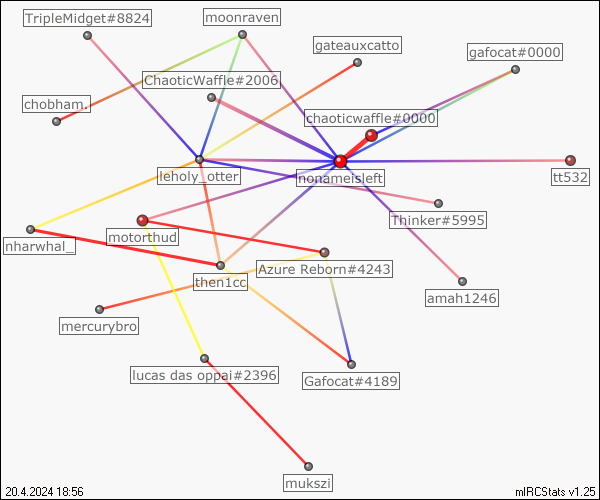 TripleMidget#8824
moonraven
gateauxcatto
gafocat#0000
ChaoticWaffle#2006
chobham.
chaoticwaffle#0000
leholy_otter
nonameisleft
tt532
Thinker#5995
nharwhal_
motorthud
then1cc
Azure Reborn#4243
amah1246
mercurybro
lucas das oppai#2396
Gafocat#4189
mukszi
20.4.2024 18:56
mIRCStats v1.25